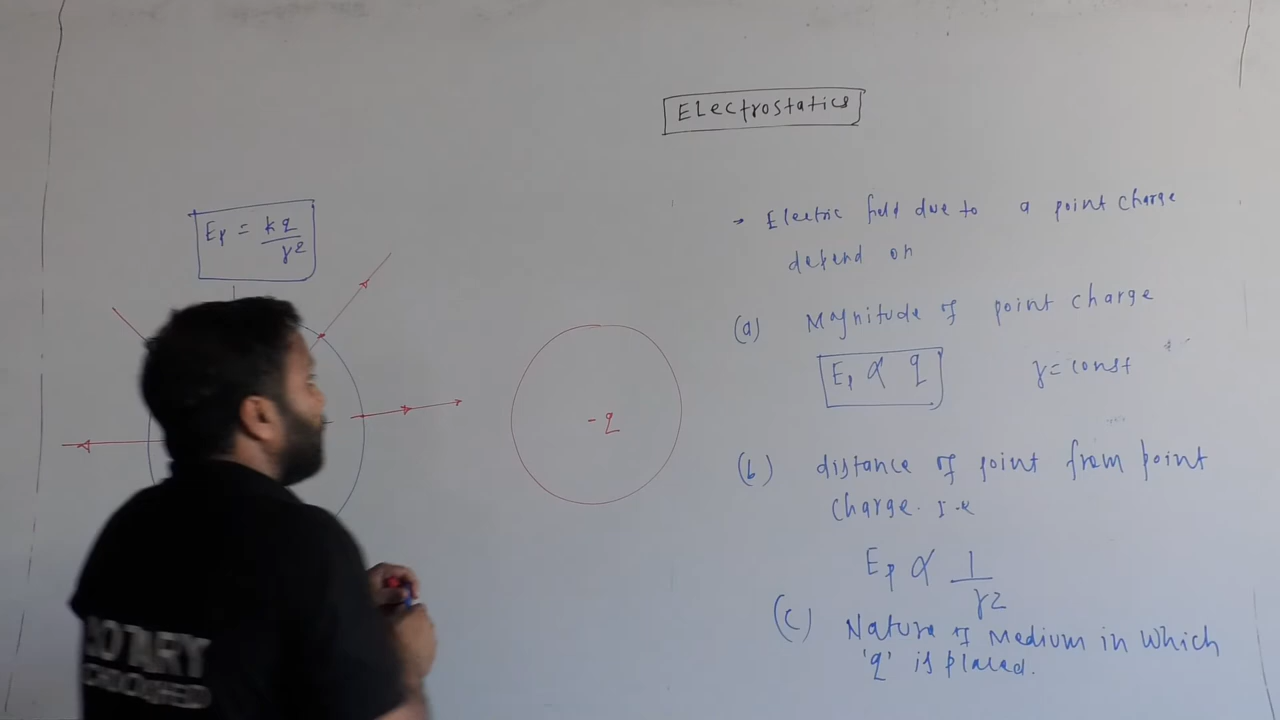 Electrostatics
Ep = kq
r2
→ Electric field due to a point charge
depend on
(a) Magnitude of point charge
Ep ∝ q r = const
(b) distance of point from point
charge. I.e
Ep ∝ 1
r2
(c) Nature of Medium in which
'q' is placed.
- q
ROTARY